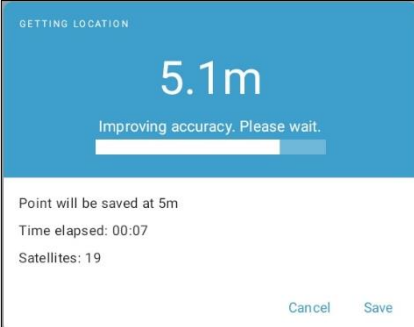 GETTING LOCATION
5.1m
Improving accuracy. Please wait.
Point will be saved at 5m
Time elapsed: 00:07
Satellites: 19
Cancel Save